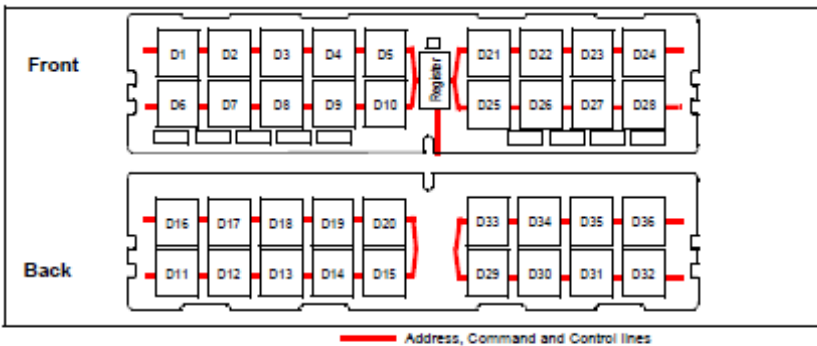 Front
D1 D2 D3 D4 D5 D21 D22 D23 D24
Register
D6 D7 D8 D9 D10 D25 D26 D27 D28
D16 D17 D18 D19 D20 D33 D34 D35 D36
Back
D11 D12 D13 D14 D15 D29 D30 D31 D32
Address, Command and Control lines